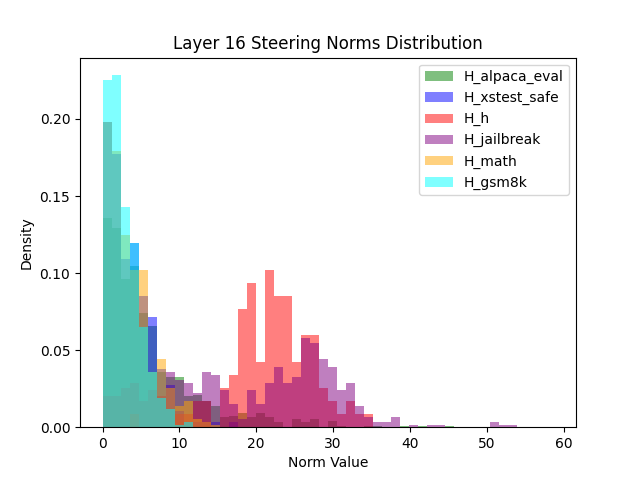 Layer 16 Steering Norms Distribution
H_alpaca_eval
H_xstest_safe
H_h
H_jailbreak
H_math
H_gsm8k
Density
0.20
0.15
0.10
0.05
0.00
0 10 20 30 40 50 60
Norm Value